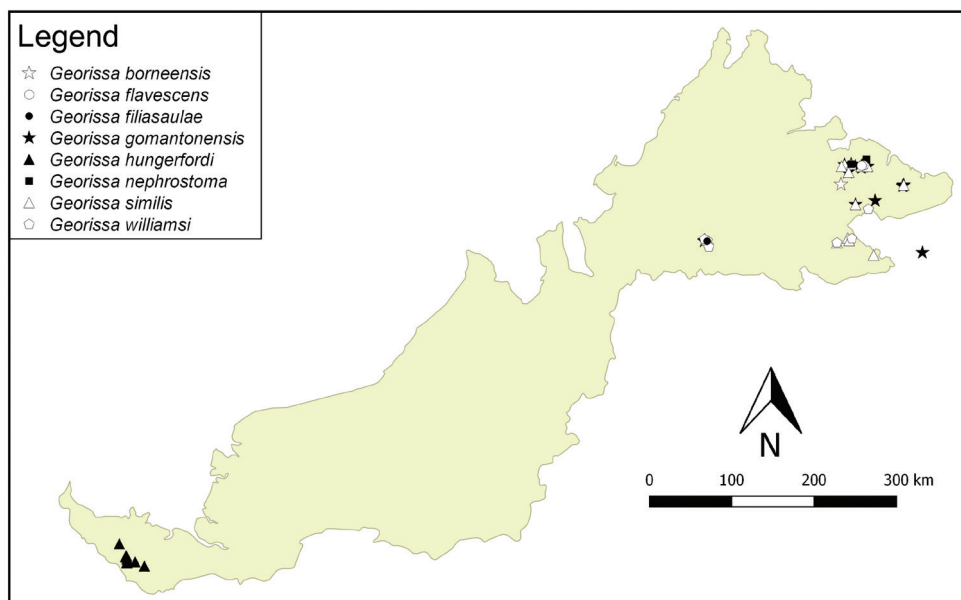 Legend
Georissa borneensis
Georissa flavescens
Georissa filiasaulae
Georissa gomantonensis
Georissa hungerfordi
Georissa nephrostoma
Georissa similis
Georissa williamsi
N
0 100 200 300 km